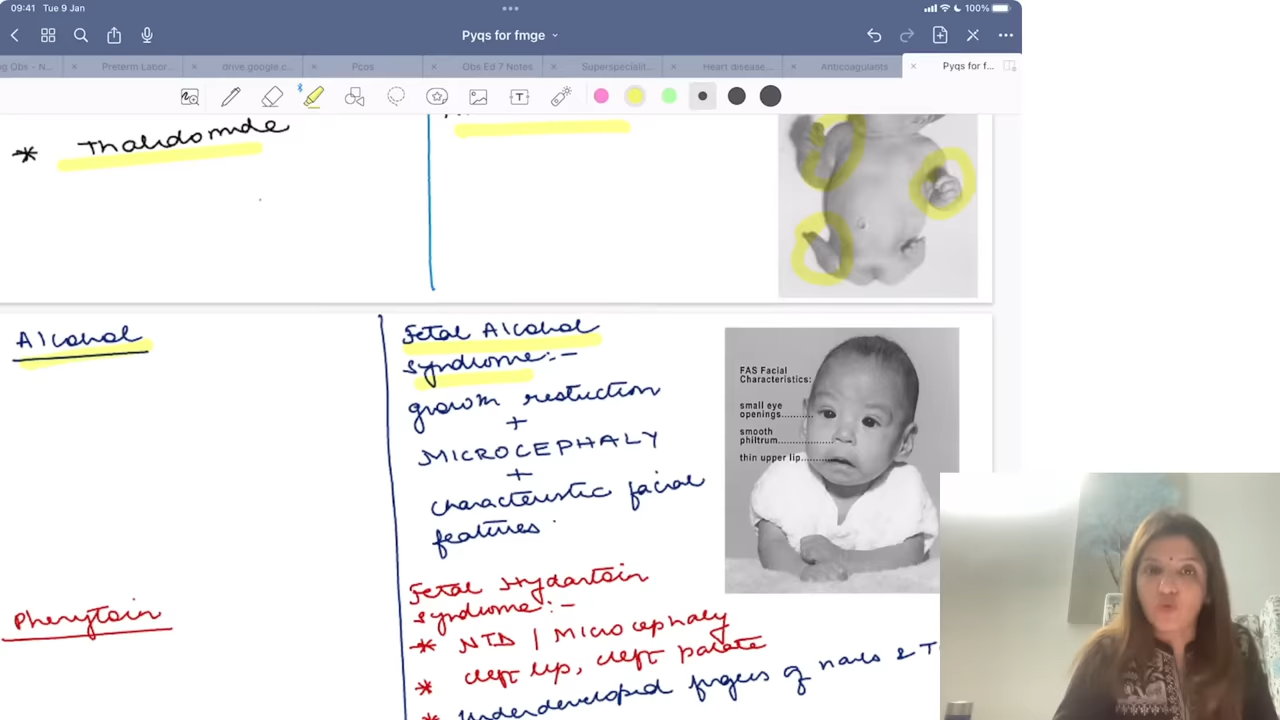 09:41 Tue 9 Jan
100%
Pyqs for fmge
g Obs - N...
Preterm Labor...
drive.google.c...
Pcos
Obs Ed 7 Notes
Superspecialit...
Heart disease...
Anticoagulants
Pyqs for f...
* Thalidomide
Alcohol
Fetal Alcohol
syndrome:-
growth restriction
+
MICROCEPHALY
+
characteristic facial
features
FAS Facial
Characteristics:
small eye
openings
smooth
philtrum
thin upper lip
Phenytoin
Fetal Hydantoin
syndrome:-
* NTD / Microcephaly
* cleft lip, cleft palate
* Underdeveloped fingers of nails & T